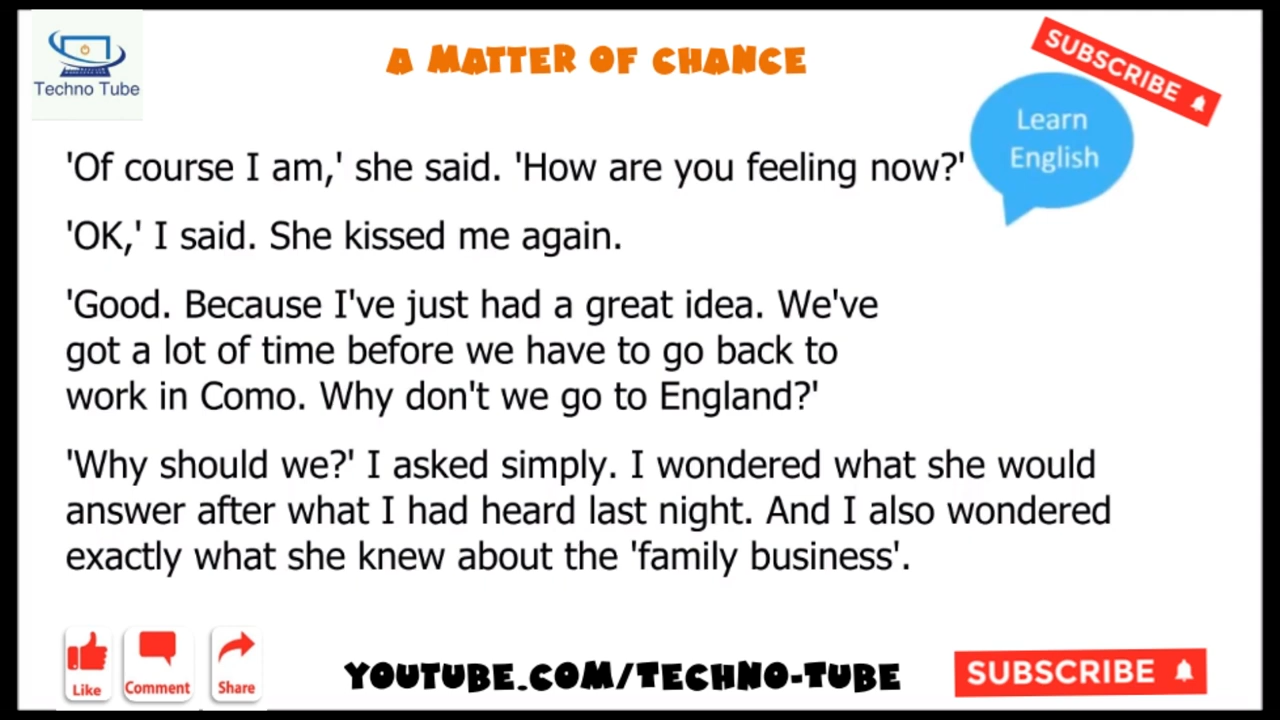 A MATTER OF CHANCE
SUBSCRIBE
Techno Tube
Learn
English
'Of course I am,' she said. 'How are you feeling now?'
'OK,' I said. She kissed me again.
'Good. Because I've just had a great idea. We've
got a lot of time before we have to go back to
work in Como. Why don't we go to England?'
'Why should we?' I asked simply. I wondered what she would
answer after what I had heard last night. And I also wondered
exactly what she knew about the 'family business'.
Like
Comment
Share
YOUTUBE.COM/TECHNO-TUBE
SUBSCRIBE